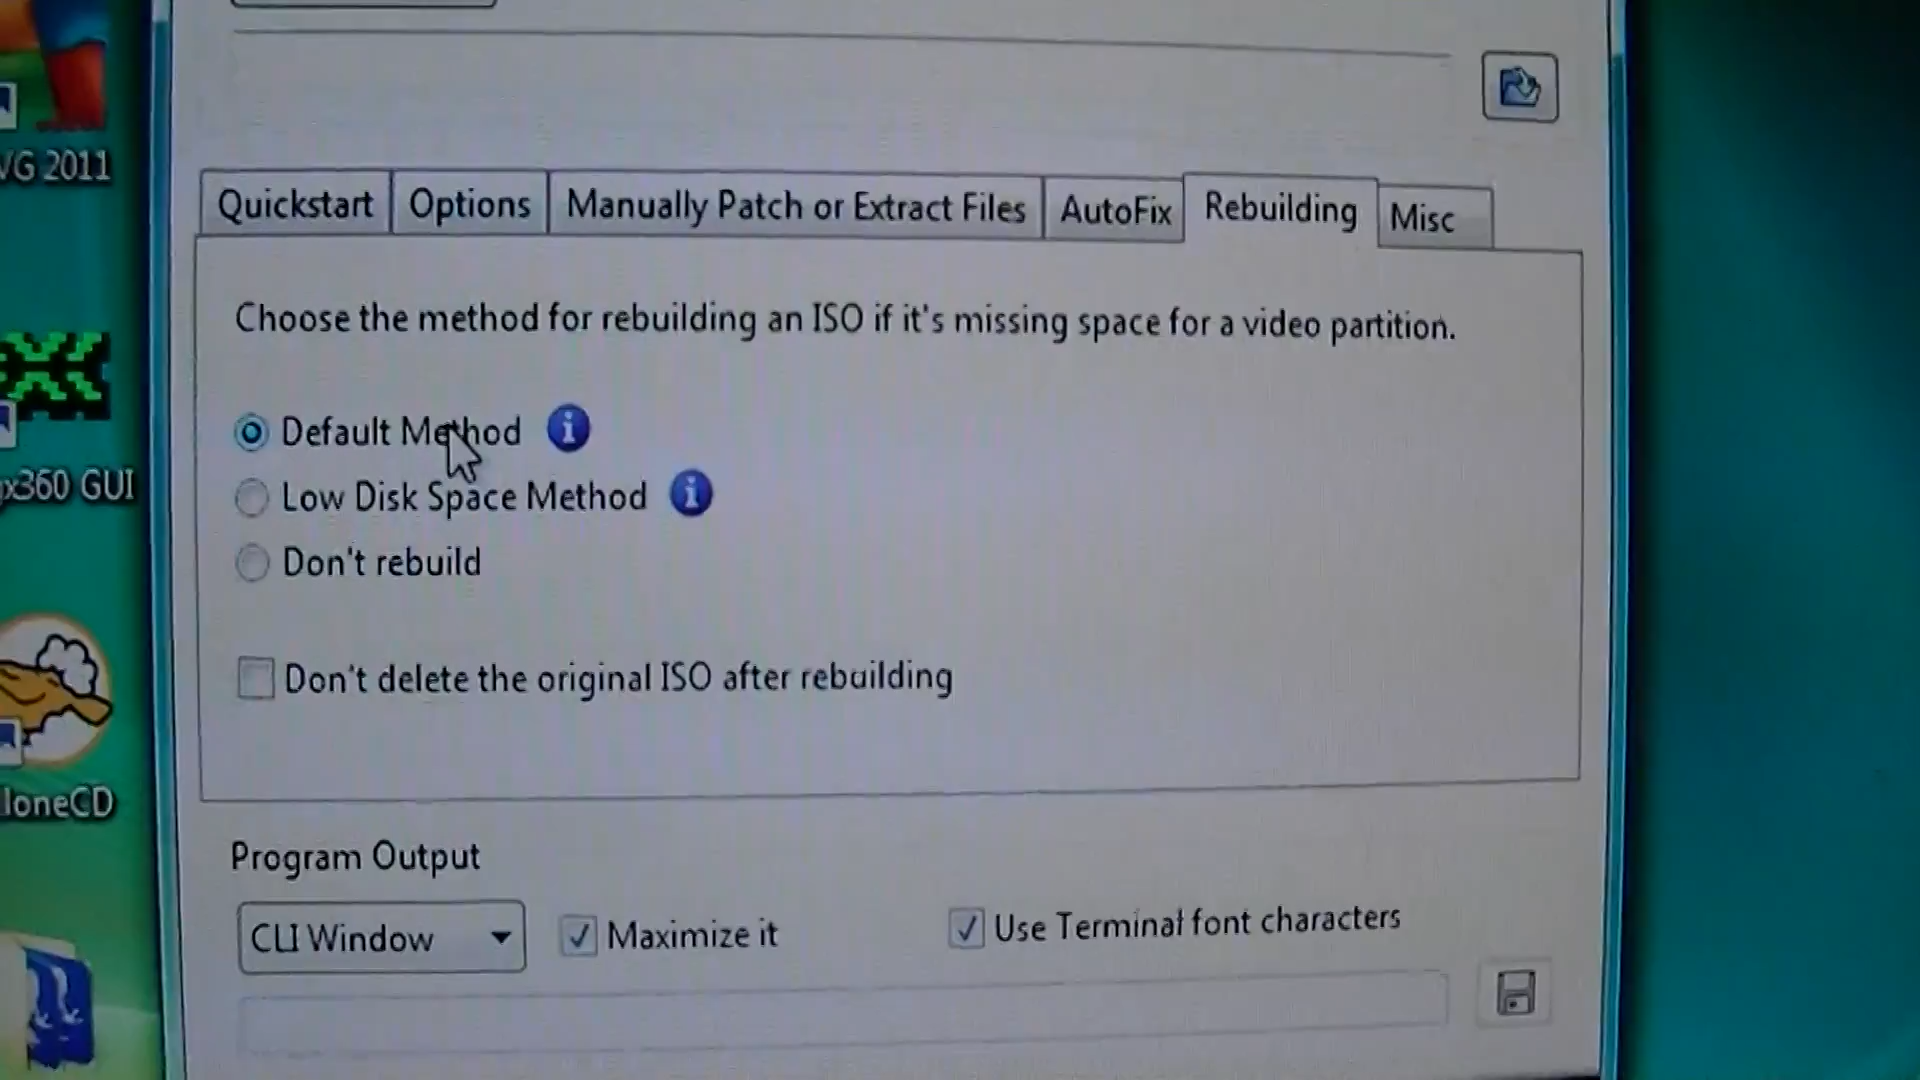 VG 2011
x360 GUI
loneCD
Quickstart
Options
Manually Patch or Extract Files
AutoFix
Rebuilding
Misc
Choose the method for rebuilding an ISO if it's missing space for a video partition.
Default Method
Low Disk Space Method
Don't rebuild
Don't delete the original ISO after rebuilding
Program Output
CLI Window
Maximize it
Use Terminal font characters